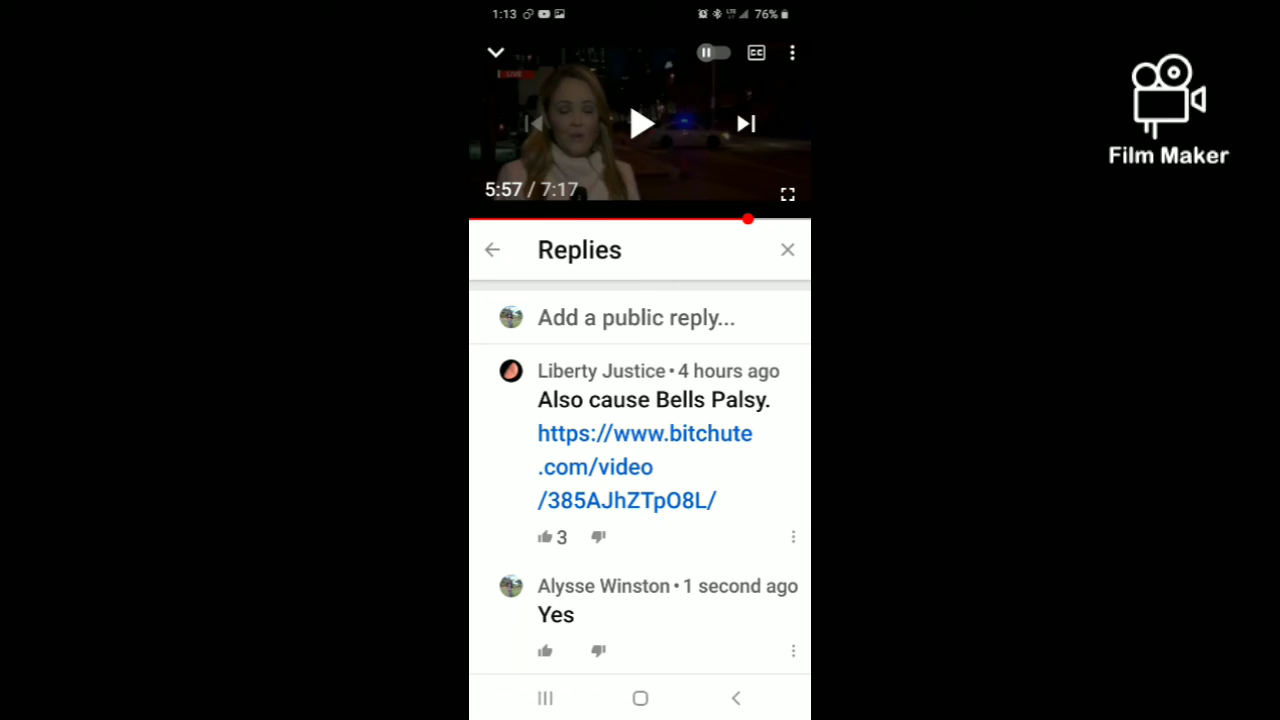 1:13
76%
LIVE
CC
5:57 / 7:17
Film Maker
Replies
Add a public reply...
Liberty Justice • 4 hours ago
Also cause Bells Palsy.
https://www.bitchute
.com/video
/385AJhZTpO8L/
3
Alysse Winston • 1 second ago
Yes